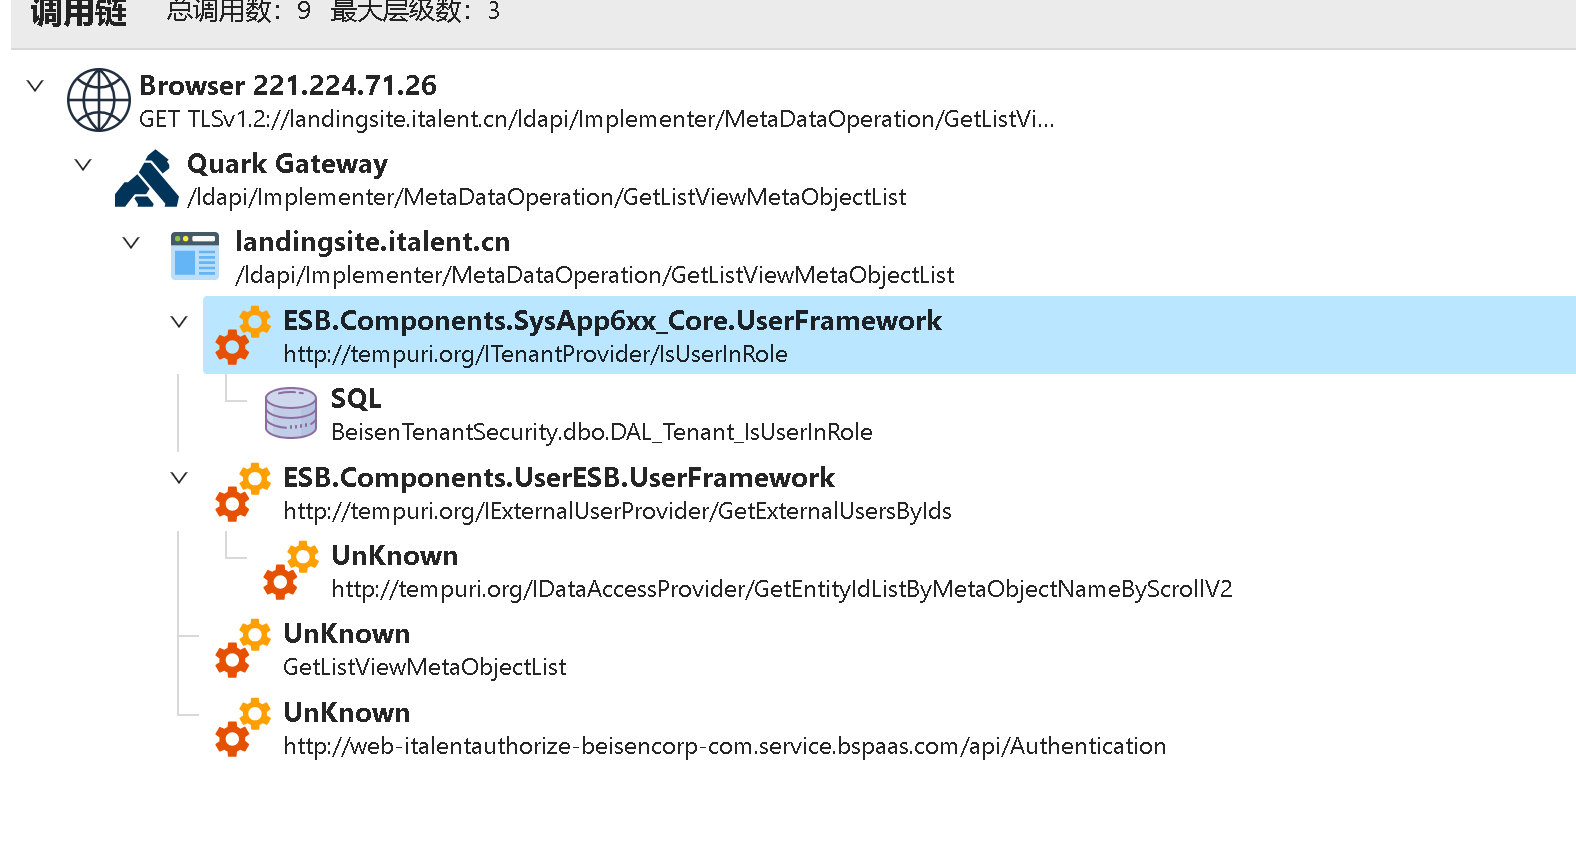 调用链 总调用数：9 最大层级数：3
Browser 221.224.71.26
GET TLSv1.2://landingsite.italent.cn/ldapi/Implementer/MetaDataOperation/GetListVi...
Quark Gateway
/ldapi/Implementer/MetaDataOperation/GetListViewMetaObjectList
landingsite.italent.cn
/ldapi/Implementer/MetaDataOperation/GetListViewMetaObjectList
ESB.Components.SysApp6xx_Core.UserFramework
http://tempuri.org/ITenantProvider/IsUserInRole
SQL
BeisenTenantSecurity.dbo.DAL_Tenant_IsUserInRole
ESB.Components.UserESB.UserFramework
http://tempuri.org/IExternalUserProvider/GetExternalUsersByIds
UnKnown
http://tempuri.org/IDataAccessProvider/GetEntityIdListByMetaObjectNameByScrollV2
UnKnown
GetListViewMetaObjectList
UnKnown
http://web-italentauthorize-beisencorp-com.service.bspaas.com/api/Authentication